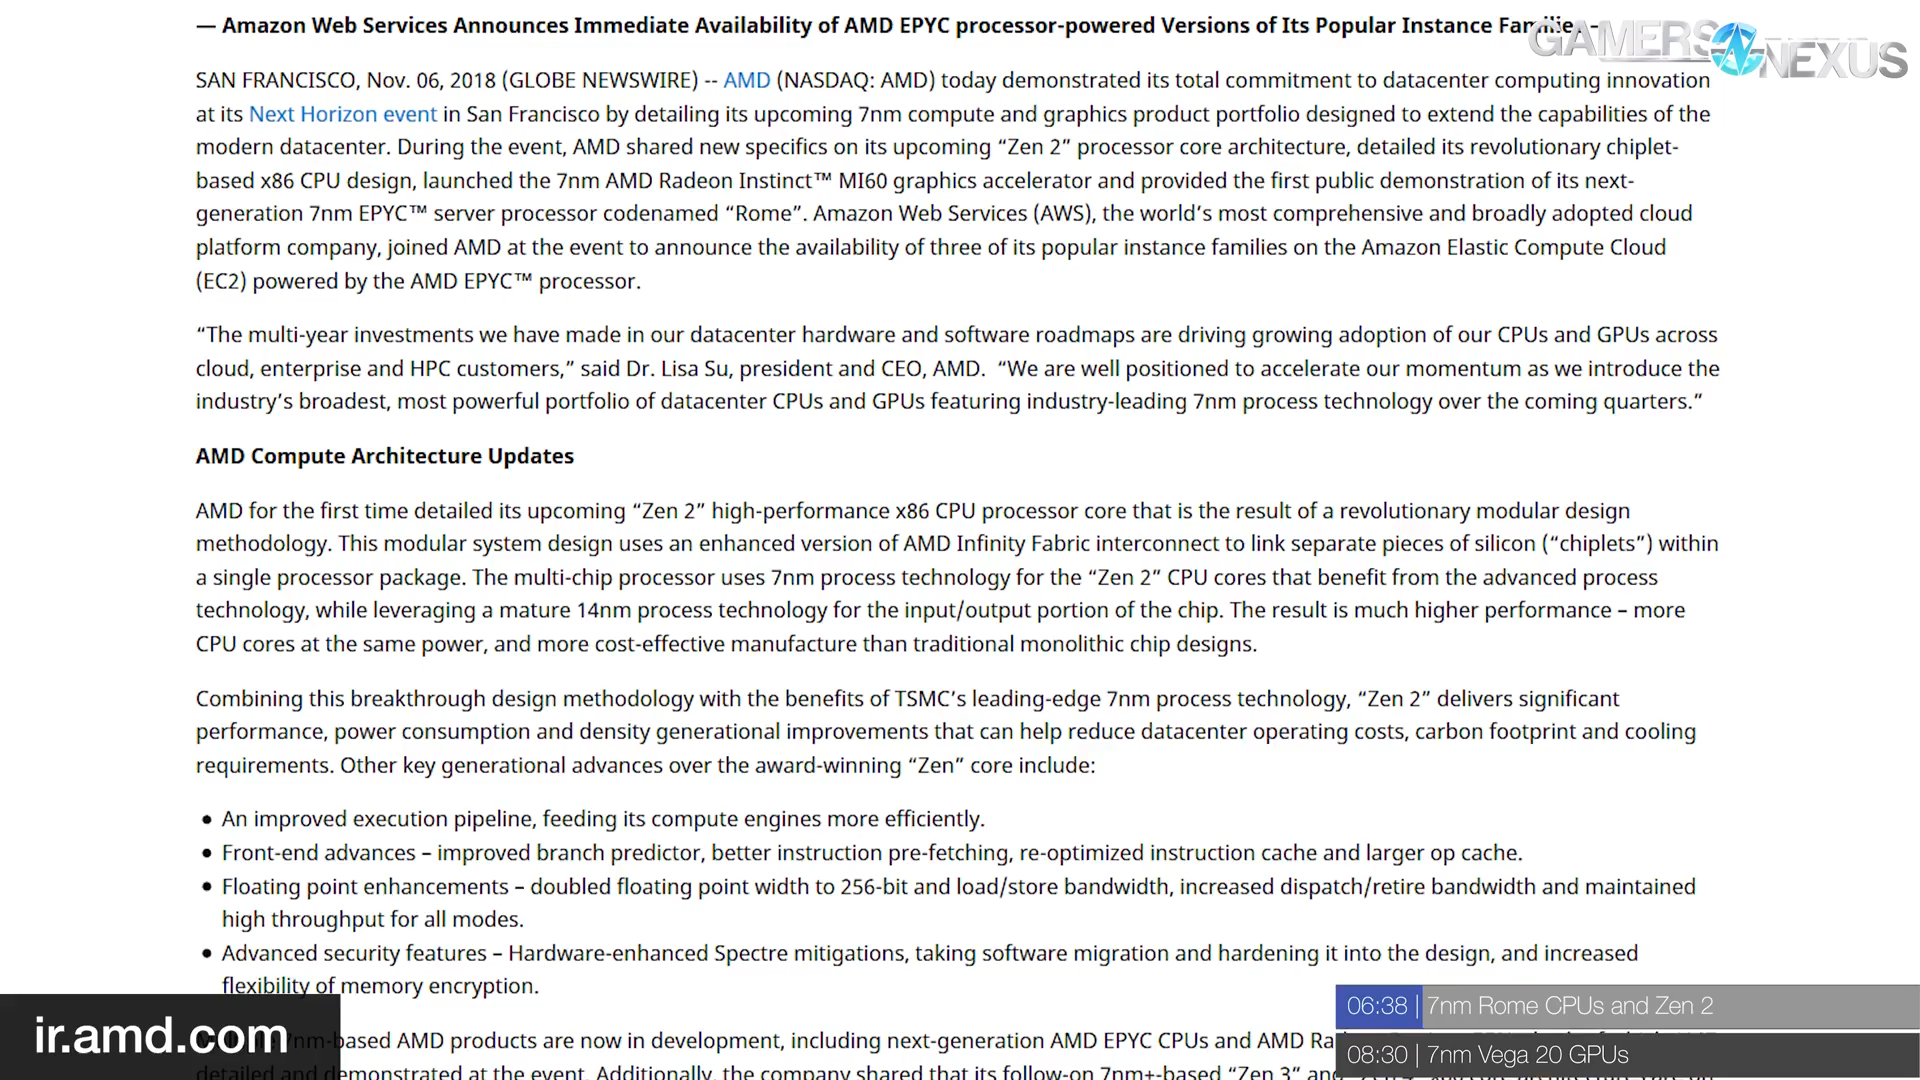 — Amazon Web Services Announces Immediate Availability of AMD EPYC processor-powered Versions of Its Popular Instance Families —
GAMERS NEXUS
SAN FRANCISCO, Nov. 06, 2018 (GLOBE NEWSWIRE) -- AMD (NASDAQ: AMD) today demonstrated its total commitment to datacenter computing innovation
at its Next Horizon event in San Francisco by detailing its upcoming 7nm compute and graphics product portfolio designed to extend the capabilities of the
modern datacenter. During the event, AMD shared new specifics on its upcoming “Zen 2” processor core architecture, detailed its revolutionary chiplet-
based x86 CPU design, launched the 7nm AMD Radeon Instinct™ MI60 graphics accelerator and provided the first public demonstration of its next-
generation 7nm EPYC™ server processor codenamed “Rome”. Amazon Web Services (AWS), the world’s most comprehensive and broadly adopted cloud
platform company, joined AMD at the event to announce the availability of three of its popular instance families on the Amazon Elastic Compute Cloud
(EC2) powered by the AMD EPYC™ processor.
“The multi-year investments we have made in our datacenter hardware and software roadmaps are driving growing adoption of our CPUs and GPUs across
cloud, enterprise and HPC customers,” said Dr. Lisa Su, president and CEO, AMD. “We are well positioned to accelerate our momentum as we introduce the
industry’s broadest, most powerful portfolio of datacenter CPUs and GPUs featuring industry-leading 7nm process technology over the coming quarters.”
AMD Compute Architecture Updates
AMD for the first time detailed its upcoming “Zen 2” high-performance x86 CPU processor core that is the result of a revolutionary modular design
methodology. This modular system design uses an enhanced version of AMD Infinity Fabric interconnect to link separate pieces of silicon (“chiplets”) within
a single processor package. The multi-chip processor uses 7nm process technology for the “Zen 2” CPU cores that benefit from the advanced process
technology, while leveraging a mature 14nm process technology for the input/output portion of the chip. The result is much higher performance – more
CPU cores at the same power, and more cost-effective manufacture than traditional monolithic chip designs.
Combining this breakthrough design methodology with the benefits of TSMC’s leading-edge 7nm process technology, “Zen 2” delivers significant
performance, power consumption and density generational improvements that can help reduce datacenter operating costs, carbon footprint and cooling
requirements. Other key generational advances over the award-winning “Zen” core include:
● An improved execution pipeline, feeding its compute engines more efficiently.
● Front-end advances – improved branch predictor, better instruction pre-fetching, re-optimized instruction cache and larger op cache.
● Floating point enhancements – doubled floating point width to 256-bit and load/store bandwidth, increased dispatch/retire bandwidth and maintained
high throughput for all modes.
● Advanced security features – Hardware-enhanced Spectre mitigations, taking software migration and hardening it into the design, and increased
flexibility of memory encryption.
7nm-based AMD products are now in development, including next-generation AMD EPYC CPUs and AMD
detailed and demonstrated at the event. Additionally, the company shared that its follow-on 7nm+-based “Zen 3” and
ir.amd.com
06:38 | 7nm Rome CPUs and Zen 2
08:30 | 7nm Vega 20 GPUs